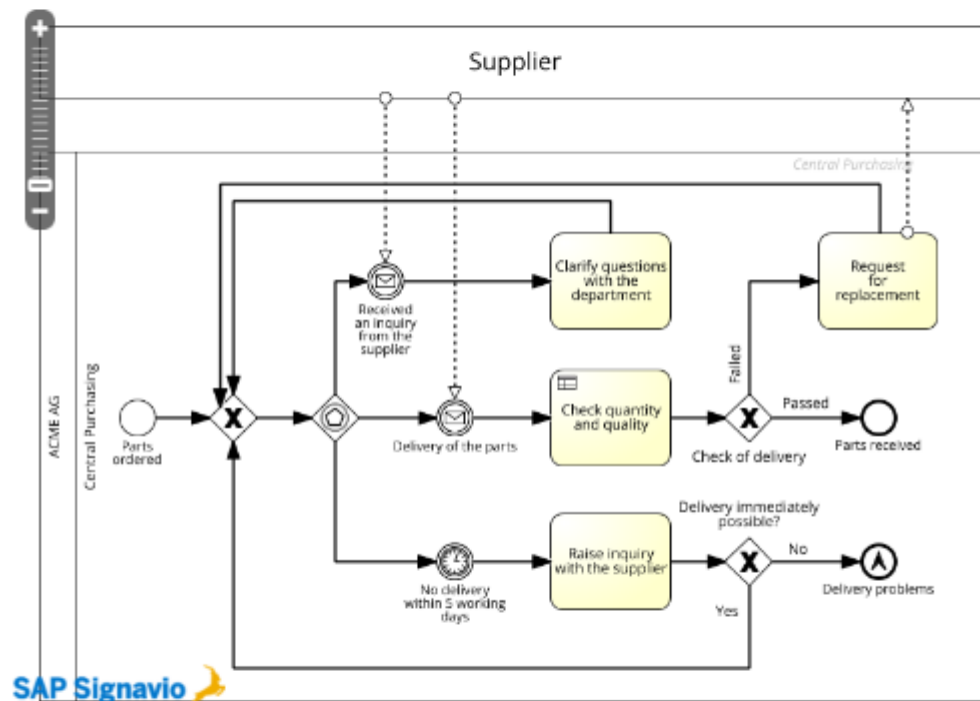 Supplier
Central Purchasing
ACME AG
Central Purchasing
Parts
ordered
Received
an inquiry
from the
supplier
Clarify questions
with the
department
Request
for
replacement
Failed
Delivery of the parts
Check quantity
and quality
Check of delivery
Passed
Parts received
No delivery
within 5 working
days
Raise inquiry
with the supplier
Delivery immediately
possible?
No
Yes
Delivery problems
SAP Signavio